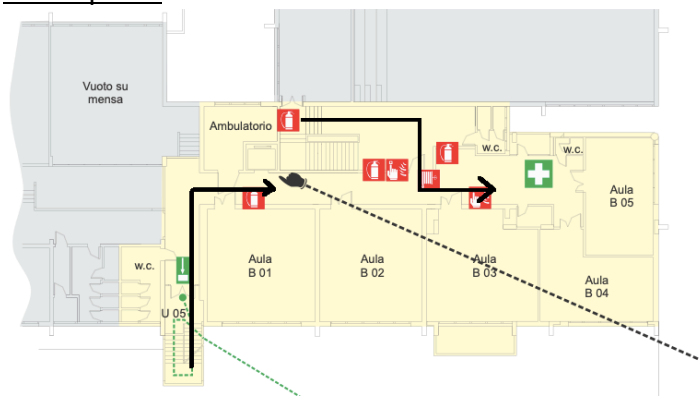 Vuoto su
mensa
Ambulatorio
W.C.
W.C.
Aula
B 05
W.C.
Aula
B 01
Aula
B 02
Aula
B 03
Aula
B 04
U 05